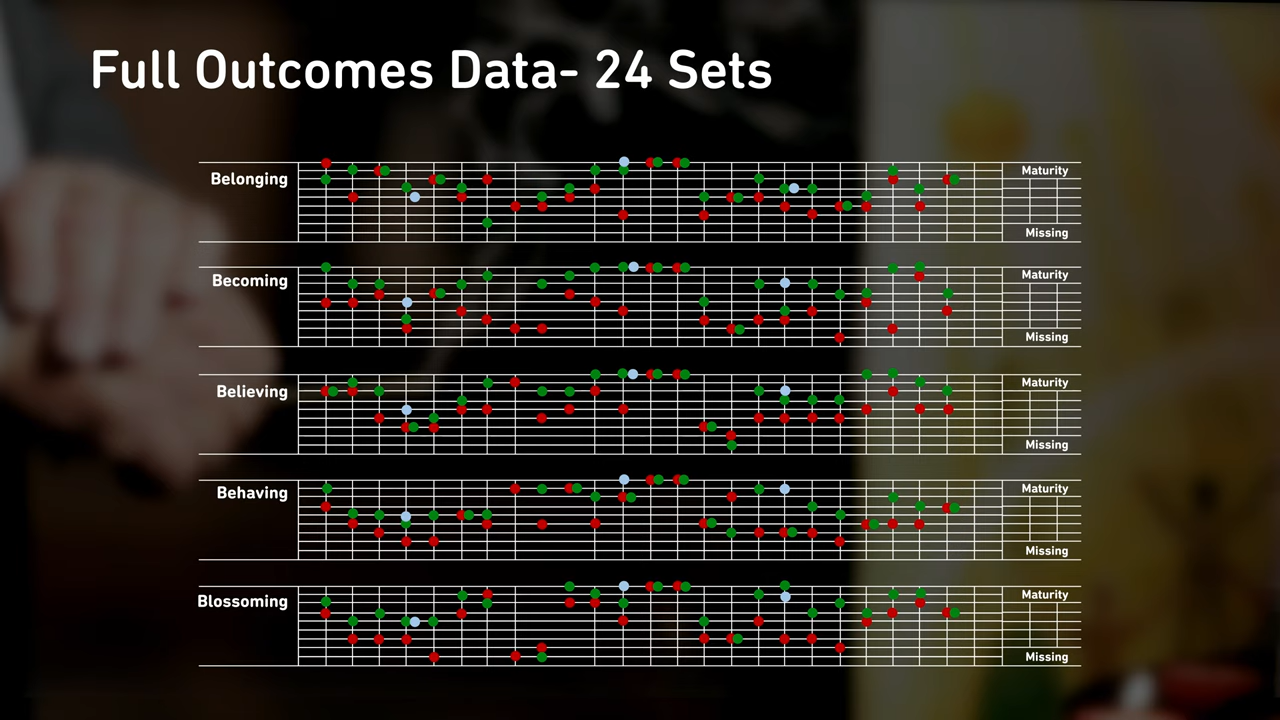 Full Outcomes Data- 24 Sets
Belonging
Maturity
Missing
Becoming
Maturity
Missing
Believing
Maturity
Missing
Behaving
Maturity
Missing
Blossoming
Maturity
Missing